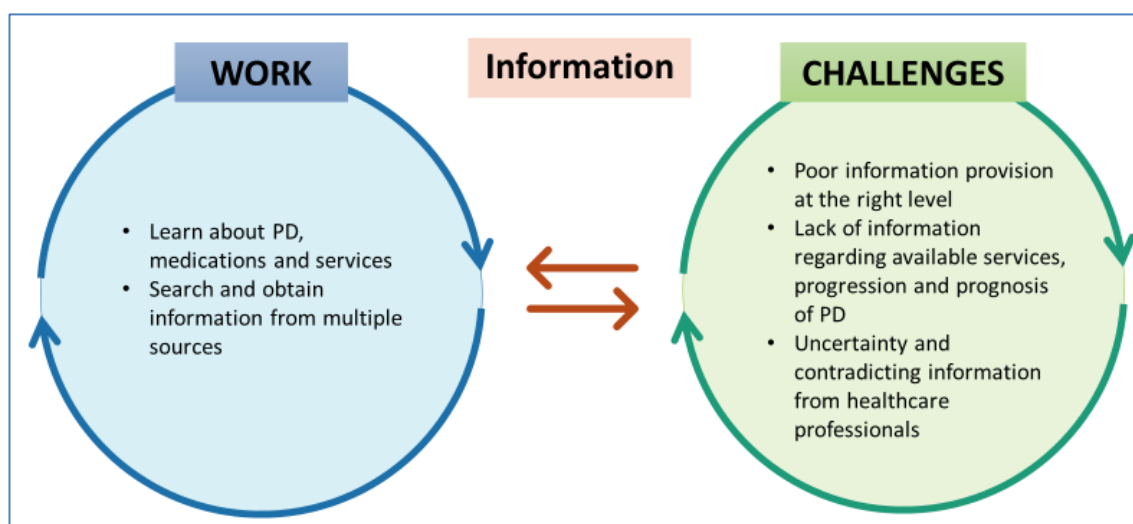 WORK
Information
CHALLENGES
• Learn about PD,
medications and services
• Search and obtain
information from multiple
sources
• Poor information provision
at the right level
• Lack of information
regarding available services,
progression and prognosis
of PD
• Uncertainty and
contradicting information
from healthcare
professionals